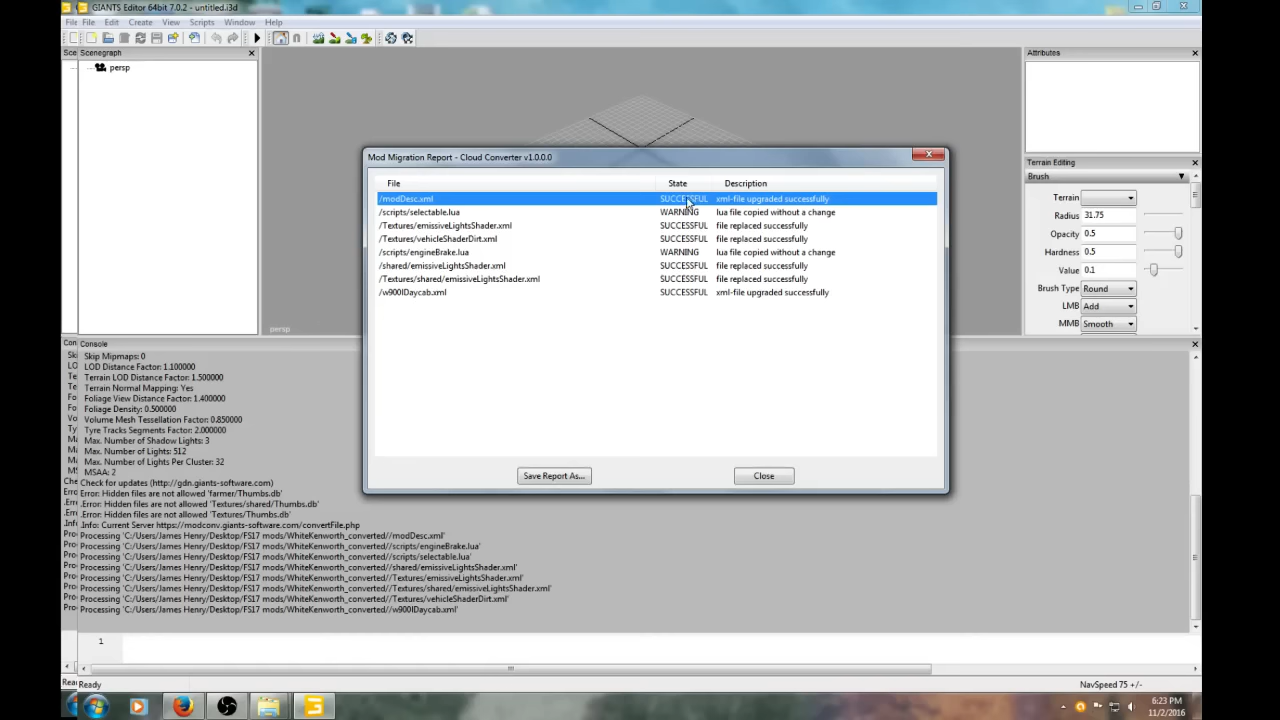 GIANTS Editor 64bit 7.0.2 - untitled.i3d
File File Edit Create View Scripts Window Help
Sce Scenegraph
persp
persp
Attributes
Terrain Editing
Brush
Terrain
Radius 31.75
Opacity 0.5
Hardness 0.5
Value 0.1
Brush Type Round
LMB Add
MMB Smooth
Mod Migration Report - Cloud Converter v1.0.0.0
File State Description
/modDesc.xml SUCCESSFUL xml-file upgraded successfully
/scripts/selectable.lua WARNING lua file copied without a change
/Textures/emissiveLightsShader.xml SUCCESSFUL file replaced successfully
/Textures/vehicleShaderDirt.xml SUCCESSFUL file replaced successfully
/scripts/engineBrake.lua WARNING lua file copied without a change
/shared/emissiveLightsShader.xml SUCCESSFUL file replaced successfully
/Textures/shared/emissiveLightsShader.xml SUCCESSFUL file replaced successfully
/w900lDaycab.xml SUCCESSFUL xml-file upgraded successfully
Save Report As... Close
Con Console
Skip Mipmaps: 0
LOD Distance Factor: 1.100000
Terrain LOD Distance Factor: 1.500000
Terrain Normal Mapping: Yes
Foliage View Distance Factor: 1.400000
Foliage Density: 0.500000
Volume Mesh Tessellation Factor: 0.850000
Tyre Tracks Segments Factor: 2.000000
Max. Number of Shadow Lights: 3
Max. Number of Lights: 512
Max. Number of Lights Per Cluster: 32
MSAA: 2
Check for updates (http://gdn.giants-software.com)
Error: Hidden files are not allowed 'farmer/Thumbs.db'
.Error: Hidden files are not allowed 'Textures/shared/Thumbs.db'
.Error: Hidden files are not allowed 'Textures/Thumbs.db'
.Info: Current Server https://modconv.giants-software.com/convertFile.php
Processing 'C:/Users/James Henry/Desktop/FS17 mods/WhiteKenworth_converted//modDesc.xml'
Processing 'C:/Users/James Henry/Desktop/FS17 mods/WhiteKenworth_converted//scripts/engineBrake.lua'
Processing 'C:/Users/James Henry/Desktop/FS17 mods/WhiteKenworth_converted//scripts/selectable.lua'
Processing 'C:/Users/James Henry/Desktop/FS17 mods/WhiteKenworth_converted//shared/emissiveLightsShader.xml'
Processing 'C:/Users/James Henry/Desktop/FS17 mods/WhiteKenworth_converted//Textures/emissiveLightsShader.xml'
Processing 'C:/Users/James Henry/Desktop/FS17 mods/WhiteKenworth_converted//Textures/shared/emissiveLightsShader.xml'
Processing 'C:/Users/James Henry/Desktop/FS17 mods/WhiteKenworth_converted//Textures/vehicleShaderDirt.xml'
Processing 'C:/Users/James Henry/Desktop/FS17 mods/WhiteKenworth_converted//w900lDaycab.xml'
1
Ready NavSpeed 75 +/-
6:23 PM
11/2/2016